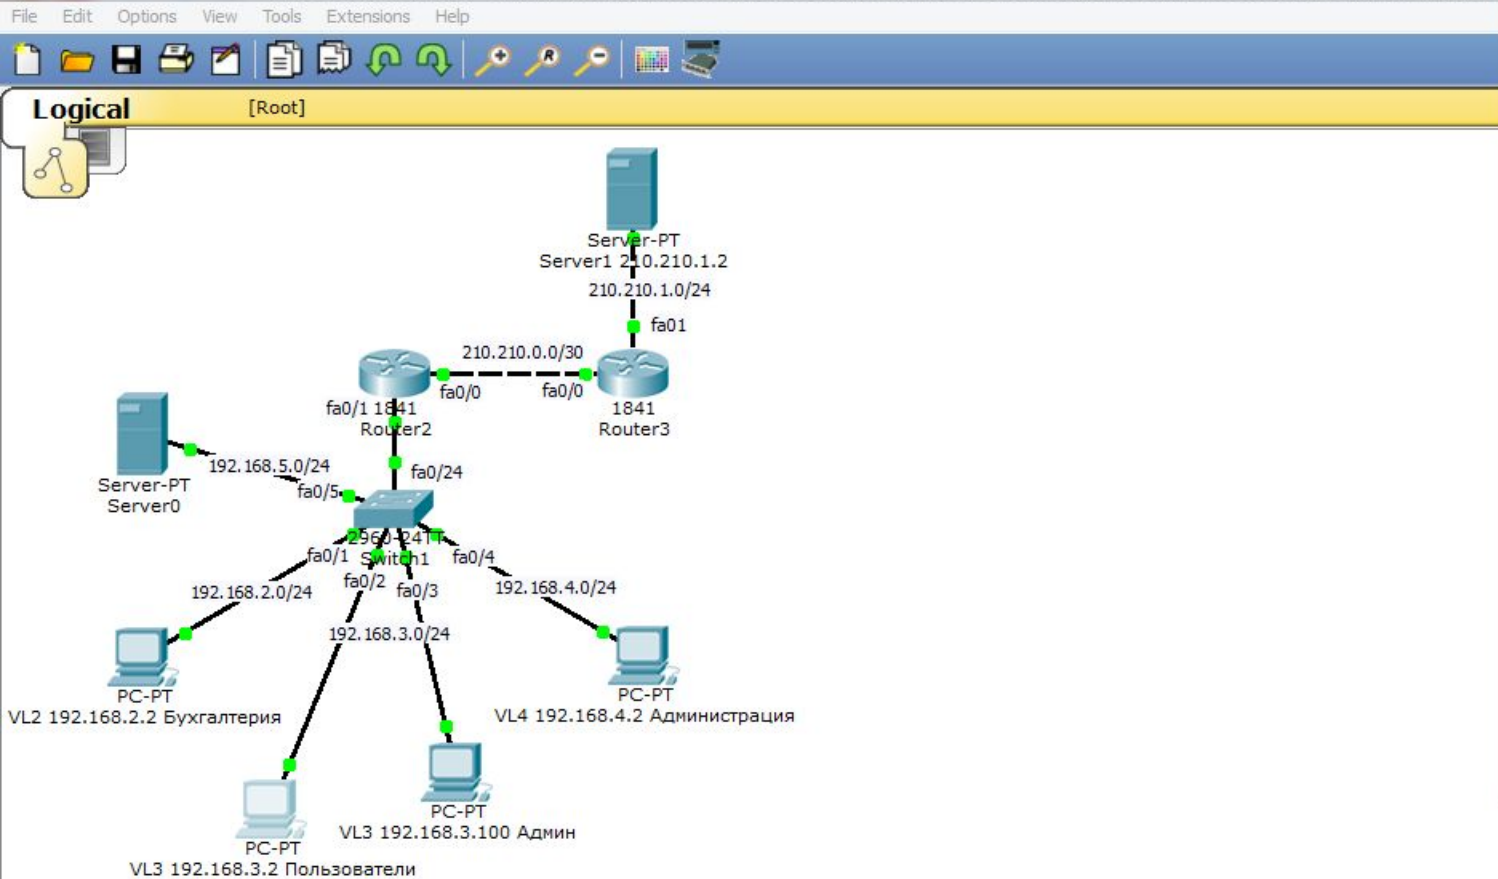 File Edit Options View Tools Extensions Help
Logical [Root]
Server-PT
Server1 210.210.1.2
210.210.1.0/24
fa01
210.210.0.0/30
fa0/0
fa0/0
fa0/1 1841
Router2
1841
Router3
fa0/24
192.168.5.0/24
Server-PT
Server0
fa0/5
2960-24TT
Switch1
fa0/1
fa0/2
fa0/3
fa0/4
192.168.2.0/24
192.168.4.0/24
192.168.3.0/24
PC-PT
VL2 192.168.2.2 Бухгалтерия
PC-PT
VL4 192.168.4.2 Администрация
PC-PT
VL3 192.168.3.100 Админ
PC-PT
VL3 192.168.3.2 Пользователи